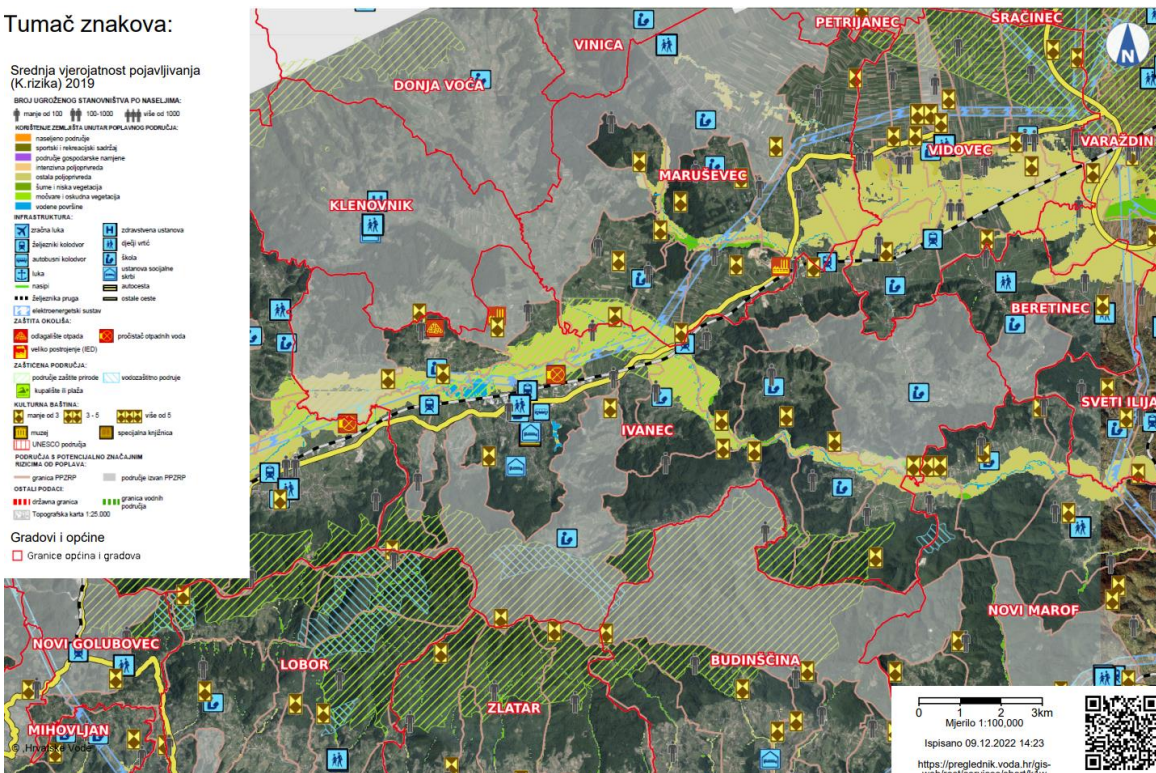 Tumač znakova:
Srednja vjerojatnost pojavljivanja
(K.rizika) 2019
BROJ UGROŽENOG STANOVNIŠTVA PO NASELJIMA:
manje od 100 100-1000 više od 1000
KORIŠTENJE ZEMLJIŠTA UNUTAR POPLAVNOG PODRUČJA:
naseljeno područje
sportski i rekreacijski sadržaj
područje gospodarske namjene
intenzivna poljoprivreda
ostala poljoprivreda
šume i niska vegetacija
močvare i oskudna vegetacija
vodene površine
INFRASTRUKTURA:
zračna luka
željeznički kolodvor
autobusni kolodvor
luka
nasipi
željeznička pruga
elektroenergetski sustav
H zdravstvena ustanova
dječji vrtić
škola
ustanova socijalne
skrbi
autocesta
ostale ceste
ZAŠTITA OKOLIŠA:
odlagalište otpada pročistač otpadnih voda
veliko postrojenje (IED)
ZAŠTIĆENA PODRUČJA:
područje zaštite prirode vodozaštitno područje
kupalište ili plaža
KULTURNA BAŠTINA:
manje od 3 3 - 5 više od 5
muzej specijalna knjižnica
UNESCO područja
PODRUČJA S POTENCIJALNO ZNAČAJNIM
RIZICIMA OD POPLAVA:
granica PPZRP područje izvan PPZRP
OSTALI PODACI:
državna granica granica vodnih
područja
Topografska karta 1:25.000
Gradovi i općine
Granice općina i gradova
PETRIJANEC
SRAČINEC
N
VINICA
DONJA VOĆA
VIDOVEC
VARAŽDIN
MARUŠEVEC
KLENOVNIK
BERETINEC
SVETI ILIJA
IVANEC
NOVI MAROF
NOVI GOLUBOVEC
LOBOR
BUDINŠČINA
ZLATAR
MIHOVLJAN
© Hrvatske Vode
0 1 2 3km
Mjerilo 1:100,000
Ispisano 09.12.2022 14:23
https://preglednik.voda.hr/gis-